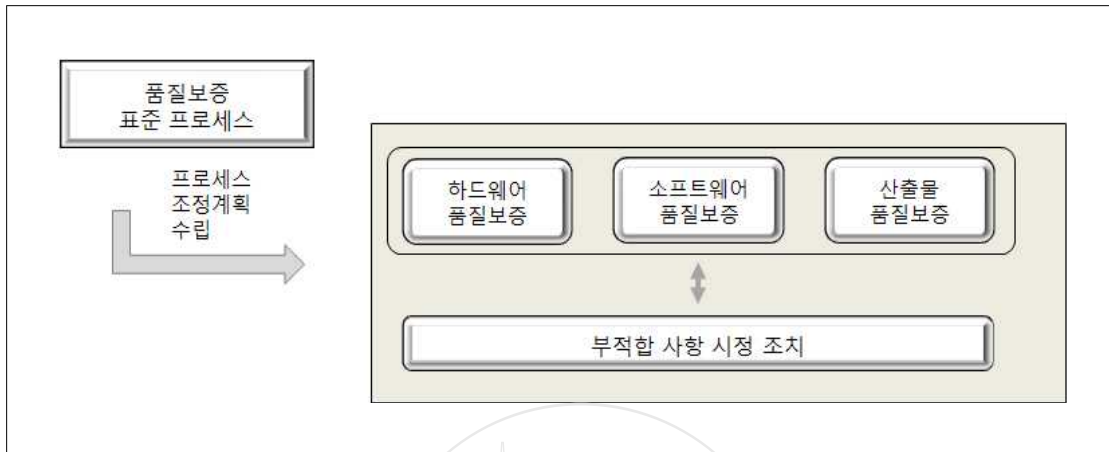 품질보증
표준 프로세스
프로세스
조정계획
수립
하드웨어
품질보증
소프트웨어
품질보증
산출물
품질보증
부적합 사항 시정 조치